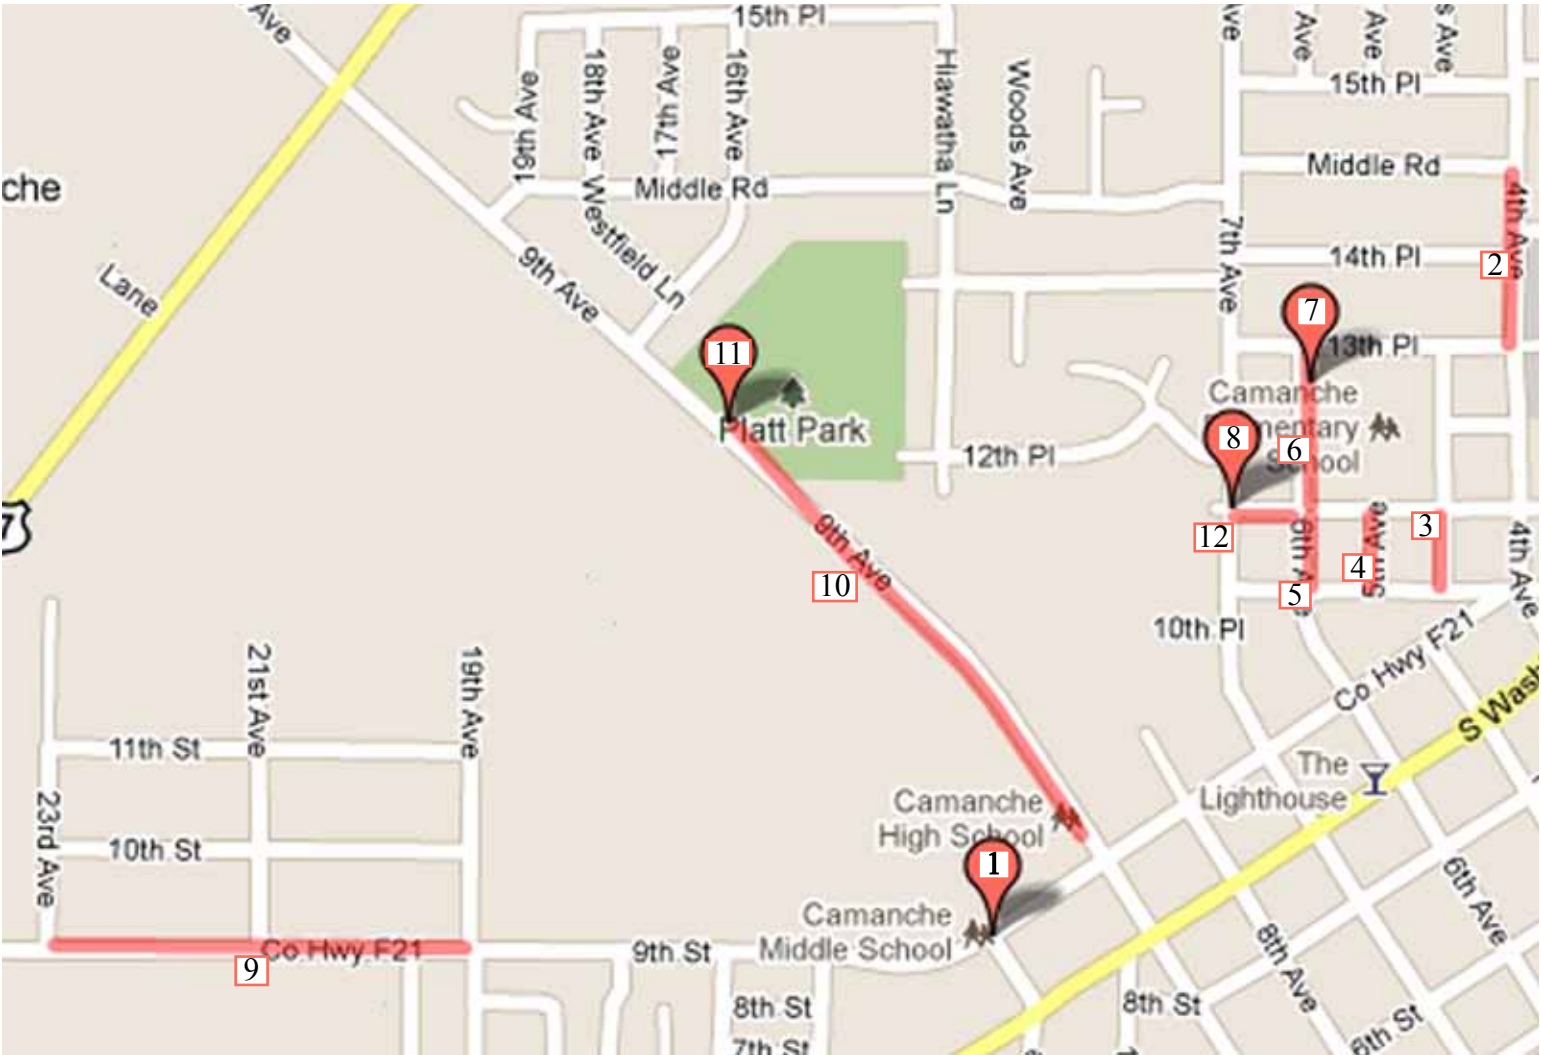 Ave
15th Pl
Ave
Ave
Ave
s Ave
19th Ave
18th Ave
17th Ave
16th Ave
Hiawatha Ln
Woods Ave
15th Pl
Middle Rd
Middle Rd
che
4th Ave
Westfield Ln
9th Ave
7th Ave
14th Pl
2
Lane
7
13th Pl
11
Camanche
Elementary
School
8
6
Platt Park
12th Pl
7
9th Ave
12
6th Ave
5th Ave
3
4th Ave
10
4
5
10th Pl
Co Hwy F21
21st Ave
19th Ave
S Wash
11th St
The
Lighthouse
23rd Ave
Camanche
High School
10th St
1
6th Ave
Camanche
Middle School
Co Hwy F21
9th St
9
8th Ave
8th St
8th St
6th St
7th St